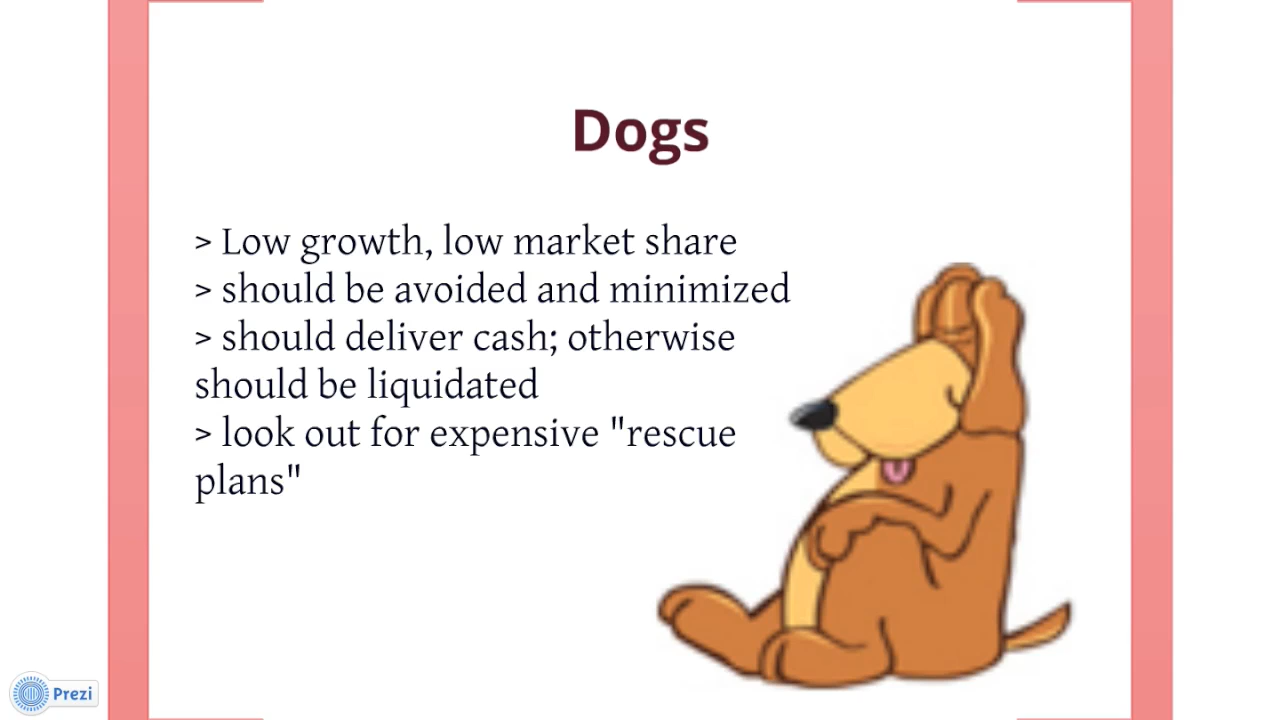 Dogs
> Low growth, low market share
> should be avoided and minimized
> should deliver cash; otherwise
should be liquidated
> look out for expensive "rescue
plans"
Prezi